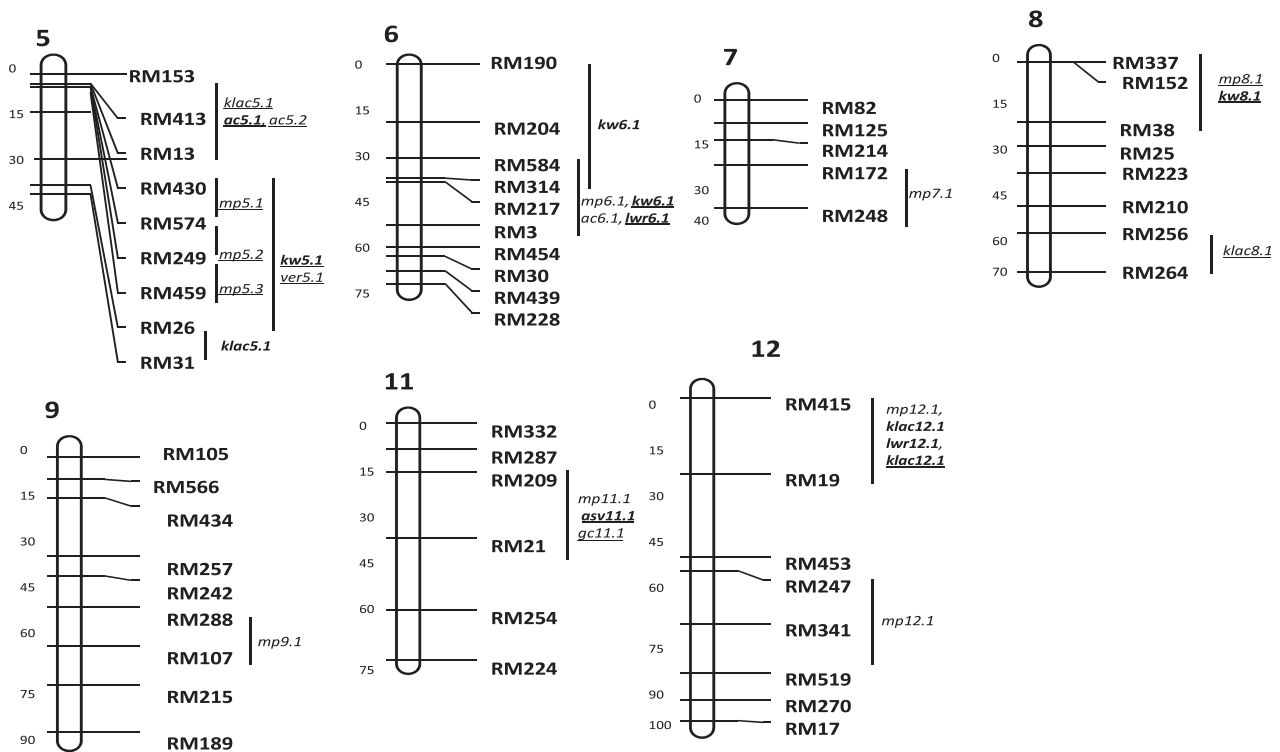 5
0
15
30
45
RM153
RM413
RM13
RM430
RM574
RM249
RM459
RM26
RM31
klac5.1
ac5.1, ac5.2
mp5.1
mp5.2
mp5.3
kw5.1
ver5.1
klac5.1
6
0
15
30
45
60
75
RM190
RM204
RM584
RM314
RM217
RM3
RM454
RM30
RM439
RM228
kw6.1
mp6.1, kw6.1
ac6.1, lwr6.1
7
0
15
30
40
RM82
RM125
RM214
RM172
RM248
mp7.1
8
0
15
30
45
60
70
RM337
RM152
RM38
RM25
RM223
RM210
RM256
RM264
mp8.1
kw8.1
klac8.1
9
0
15
30
45
60
75
90
RM105
RM566
RM434
RM257
RM242
RM288
RM107
RM215
RM189
mp9.1
11
0
15
30
45
60
75
RM332
RM287
RM209
RM21
RM254
RM224
mp11.1
asv11.1
gc11.1
12
0
15
30
45
60
75
90
100
RM415
RM19
RM453
RM247
RM341
RM519
RM270
RM17
mp12.1,
klac12.1
lwr12.1,
klac12.1
mp12.1